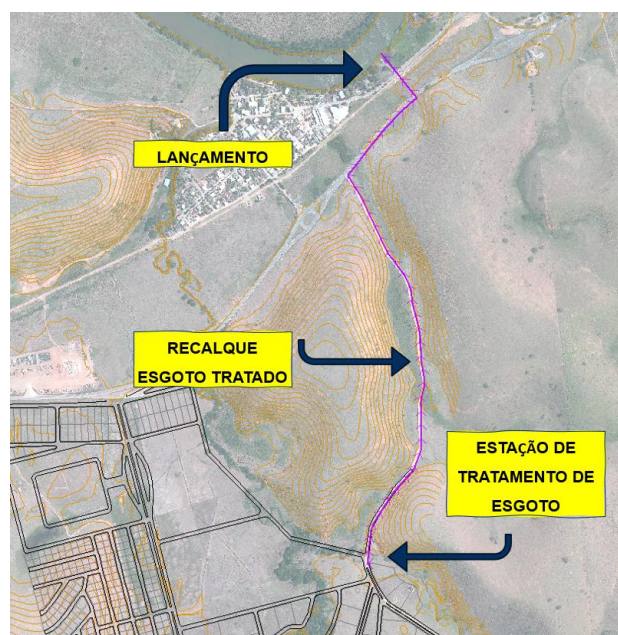 LANÇAMENTO
RECALQUE
ESGOTO TRATADO
ESTAÇÃO DE
TRATAMENTO DE
ESGOTO